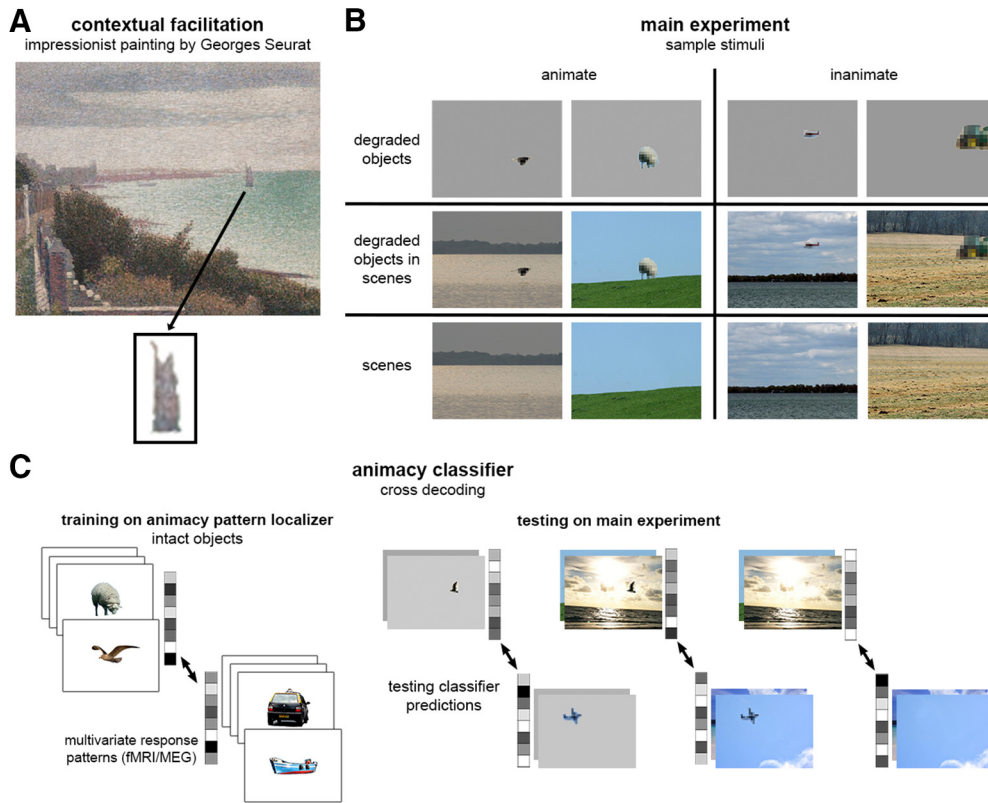 A
contextual facilitation
impressionist painting by Georges Seurat
B
main experiment
sample stimuli
animate
inanimate
degraded
objects
degraded
objects in
scenes
scenes
C
animacy classifier
cross decoding
training on animacy pattern localizer
intact objects
testing on main experiment
multivariate response
patterns (fMRI/MEG)
testing classifier
predictions